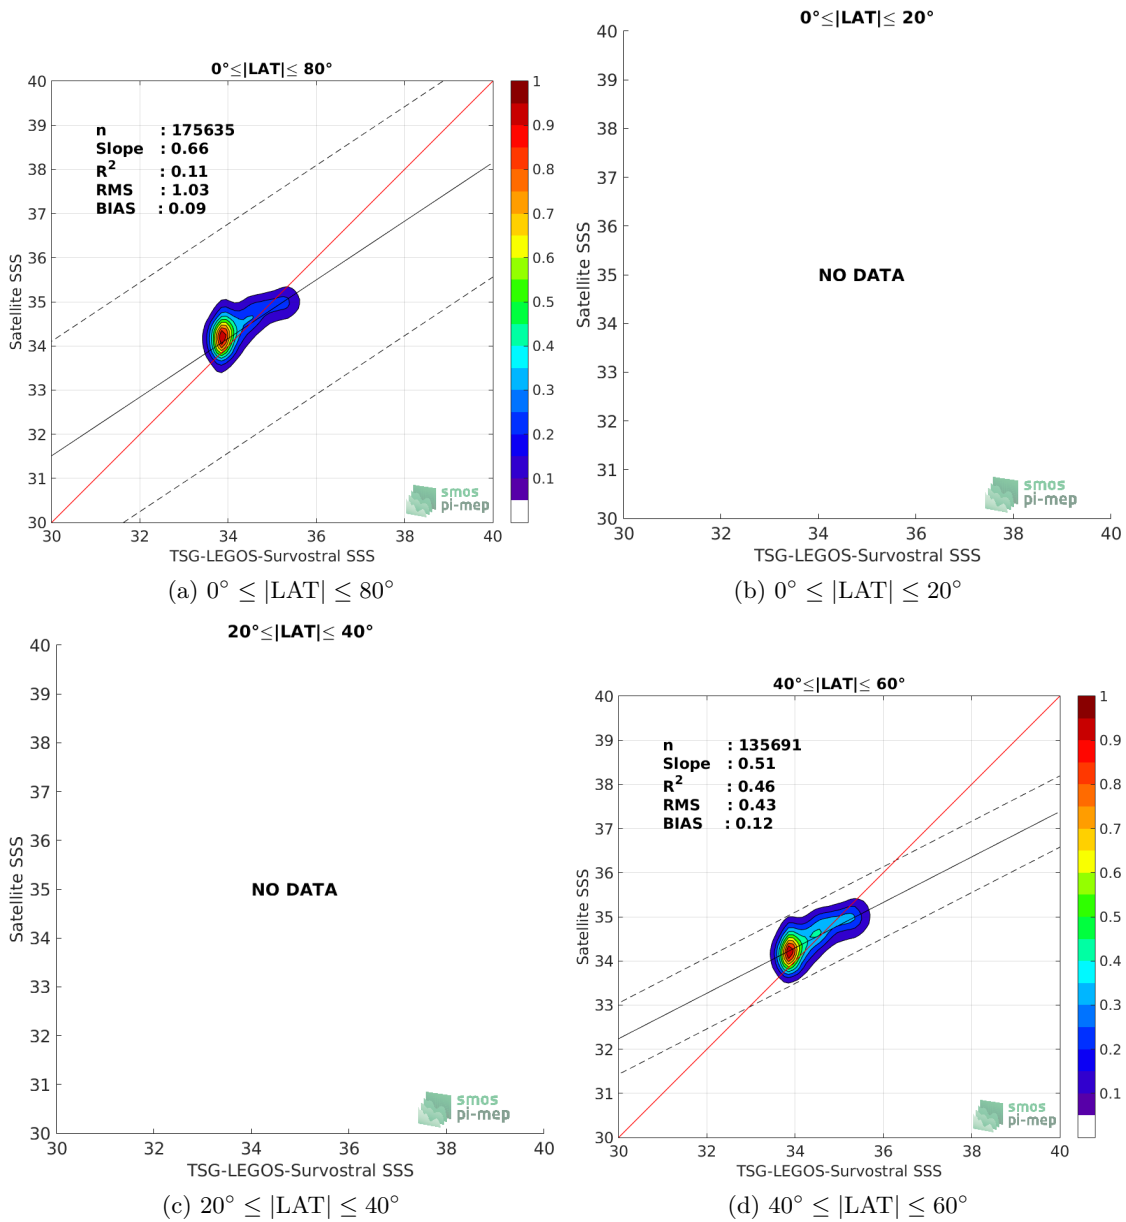 0°≤|LAT|≤ 80°
40
39
38
37
36
35
34
33
32
31
30
Satellite SSS
n : 175635
Slope : 0.66
R² : 0.11
RMS : 1.03
BIAS : 0.09
smos
pi-mep
30 32 34 36 38 40
TSG-LEGOS-Survostral SSS
1
0.9
0.8
0.7
0.6
0.5
0.4
0.3
0.2
0.1
(a) 0° ≤ |LAT| ≤ 80°
0°≤|LAT|≤ 20°
40
39
38
37
36
35
34
33
32
31
30
Satellite SSS
NO DATA
smos
pi-mep
30 32 34 36 38 40
TSG-LEGOS-Survostral SSS
(b) 0° ≤ |LAT| ≤ 20°
20°≤|LAT|≤ 40°
40
39
38
37
36
35
34
33
32
31
30
Satellite SSS
NO DATA
smos
pi-mep
30 32 34 36 38 40
TSG-LEGOS-Survostral SSS
(c) 20° ≤ |LAT| ≤ 40°
40°≤|LAT|≤ 60°
40
39
38
37
36
35
34
33
32
31
30
Satellite SSS
n : 135691
Slope : 0.51
R² : 0.46
RMS : 0.43
BIAS : 0.12
smos
pi-mep
30 32 34 36 38 40
TSG-LEGOS-Survostral SSS
1
0.9
0.8
0.7
0.6
0.5
0.4
0.3
0.2
0.1
(d) 40° ≤ |LAT| ≤ 60°